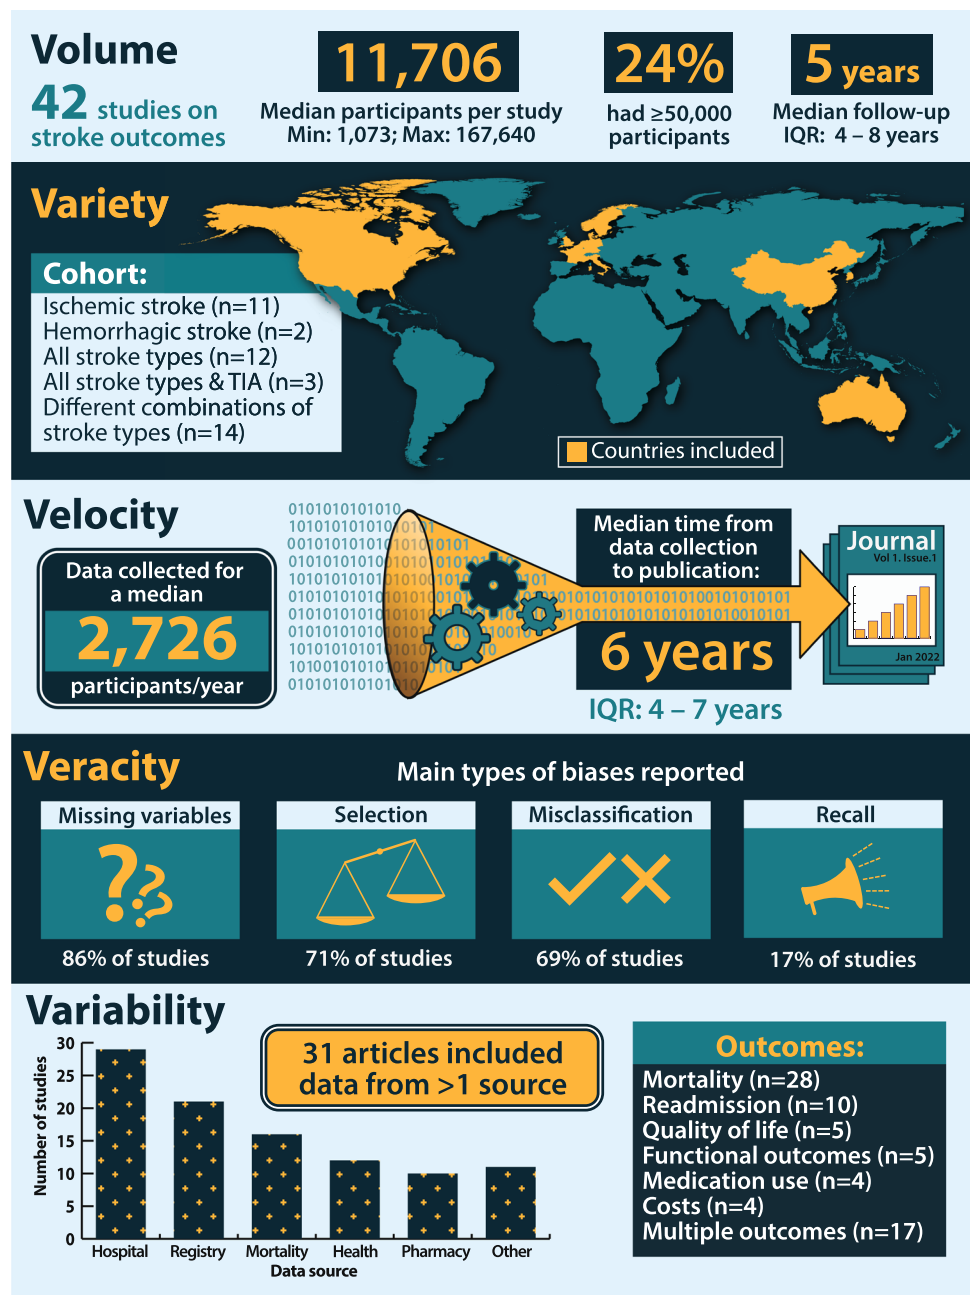 Volume
42 studies on
stroke outcomes
11,706
Median participants per study
Min: 1,073; Max: 167,640
24%
had ≥50,000
participants
5 years
Median follow-up
IQR: 4 – 8 years
Variety
Cohort:
Ischemic stroke (n=11)
Hemorrhagic stroke (n=2)
All stroke types (n=12)
All stroke types & TIA (n=3)
Different combinations of
stroke types (n=14)
Countries included
Velocity
Data collected for
a median
2,726
participants/year
Median time from
data collection
to publication:
6 years
IQR: 4 – 7 years
Journal
Vol 1. Issue.1
Jan 2022
Veracity
Main types of biases reported
Missing variables
86% of studies
Selection
71% of studies
Misclassification
69% of studies
Recall
17% of studies
Variability
Number of studies
30
25
20
15
10
5
0
Hospital
Registry
Mortality
Health
Pharmacy
Other
Data source
31 articles included
data from >1 source
Outcomes:
Mortality (n=28)
Readmission (n=10)
Quality of life (n=5)
Functional outcomes (n=5)
Medication use (n=4)
Costs (n=4)
Multiple outcomes (n=17)